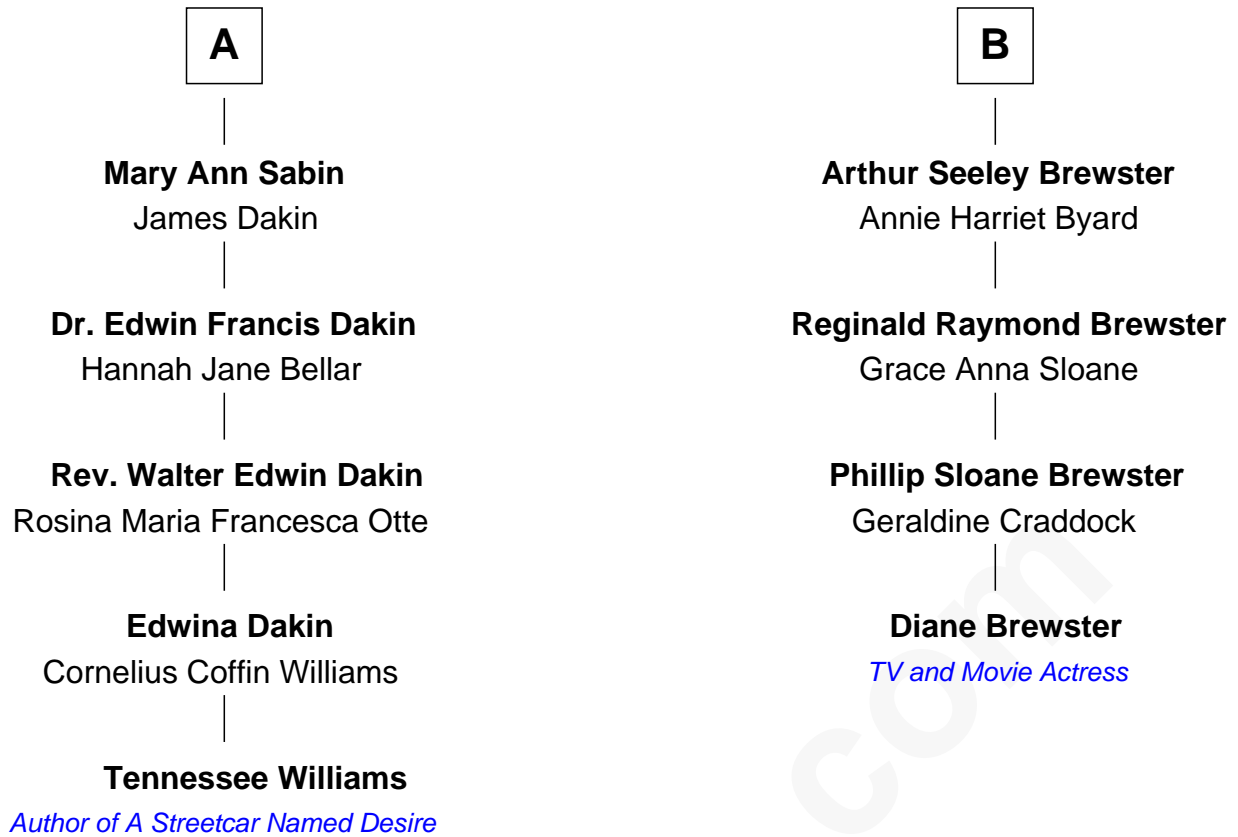 A
Mary Ann Sabin
James Dakin
Dr. Edwin Francis Dakin
Hannah Jane Bellar
Rev. Walter Edwin Dakin
Rosina Maria Francesca Otte
Edwina Dakin
Cornelius Coffin Williams
Tennessee Williams
Author of A Streetcar Named Desire
B
Arthur Seeley Brewster
Annie Harriet Byard
Reginald Raymond Brewster
Grace Anna Sloane
Phillip Sloane Brewster
Geraldine Craddock
Diane Brewster
TV and Movie Actress
com